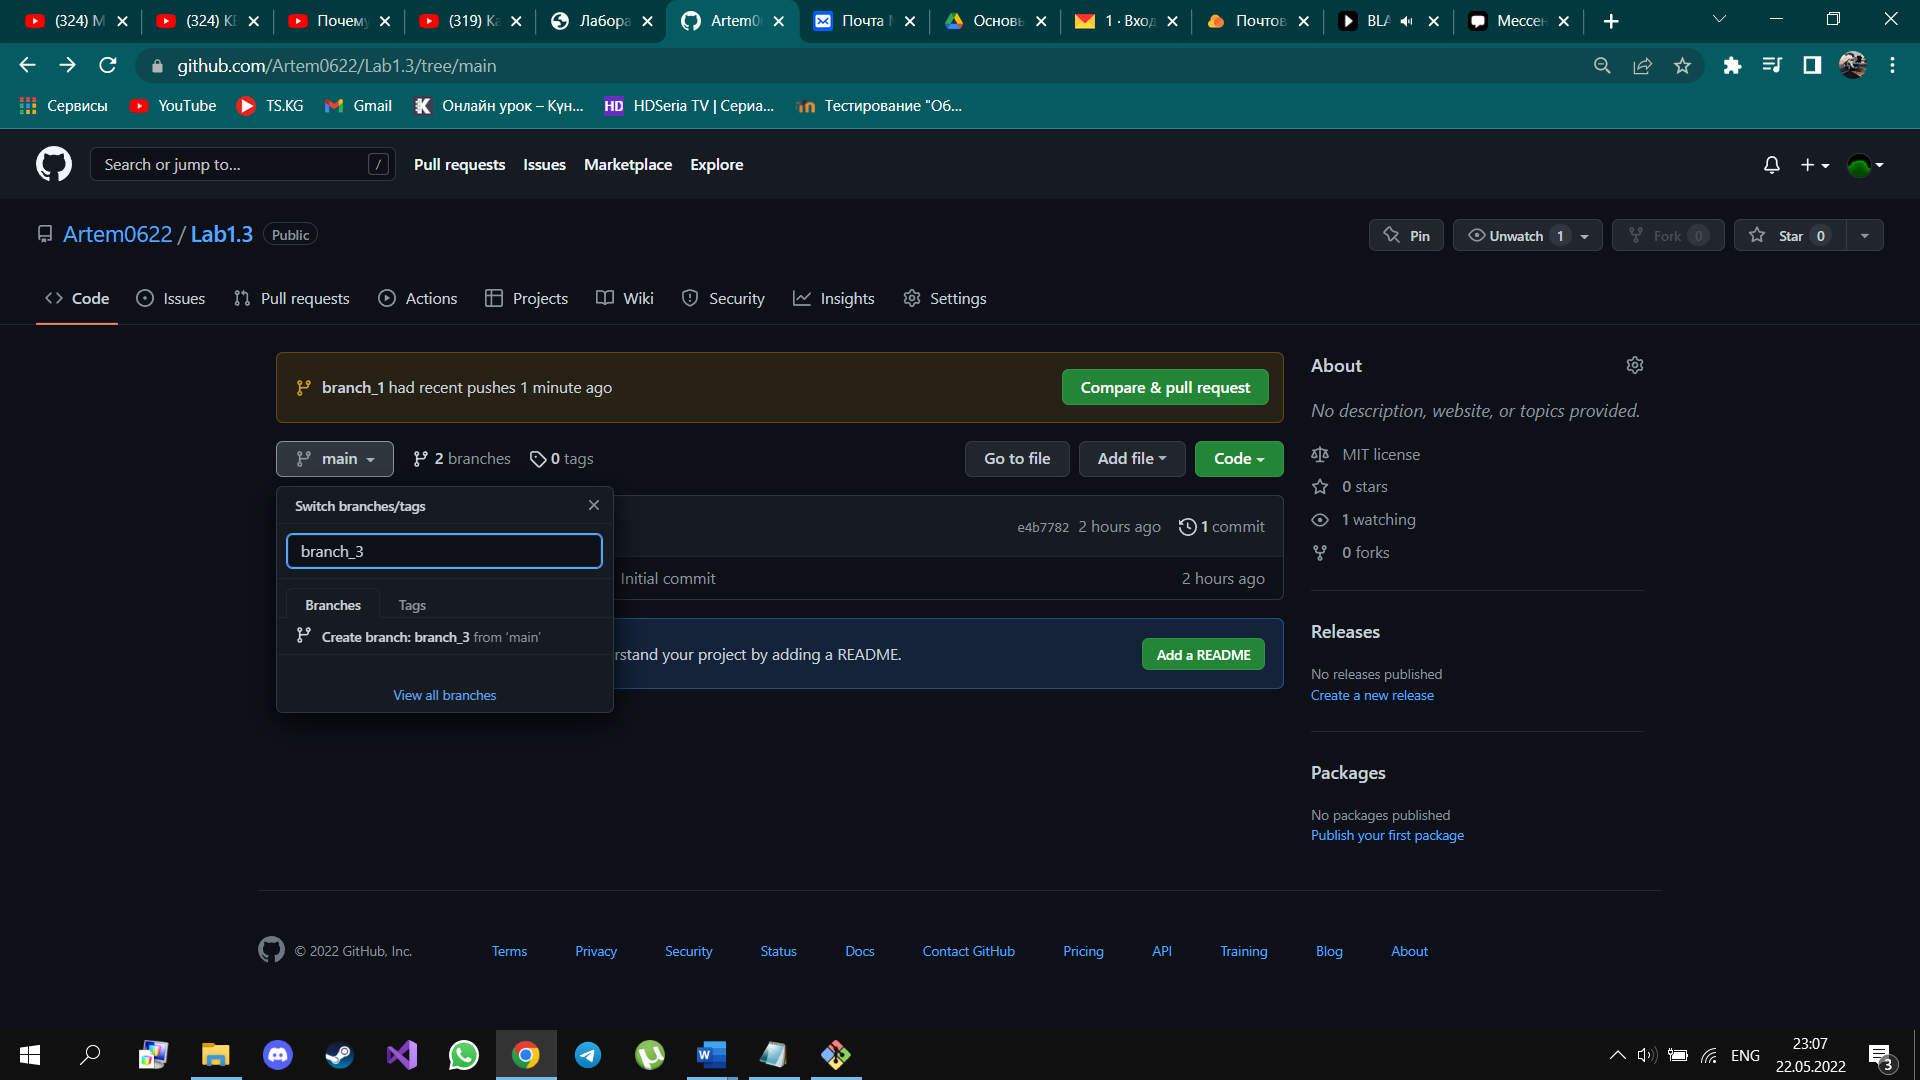 (324) М
(324) КІ
Почему
(319) Ка
Лабора
Artem0
Почта
Основы
1 · Вход
Почтов
BLA
Мессен
github.com/Artem0622/Lab1.3/tree/main
Сервисы
YouTube
TS.KG
Gmail
Онлайн урок – Күн...
HD HDSeria TV | Сериа...
Тестирование "Об...
Search or jump to... /
Pull requests
Issues
Marketplace
Explore
Artem0622 / Lab1.3 Public
Pin
Unwatch 1
Fork 0
Star 0
Code
Issues
Pull requests
Actions
Projects
Wiki
Security
Insights
Settings
branch_1 had recent pushes 1 minute ago
Compare & pull request
main
2 branches
0 tags
Go to file
Add file
Code
Switch branches/tags
branch_3
Branches
Tags
Create branch: branch_3 from ‘main’
View all branches
e4b7782 2 hours ago 1 commit
Initial commit
2 hours ago
rstand your project by adding a README.
Add a README
About
No description, website, or topics provided.
MIT license
0 stars
1 watching
0 forks
Releases
No releases published
Create a new release
Packages
No packages published
Publish your first package
© 2022 GitHub, Inc.
Terms
Privacy
Security
Status
Docs
Contact GitHub
Pricing
API
Training
Blog
About
ENG
23:07
22.05.2022
3